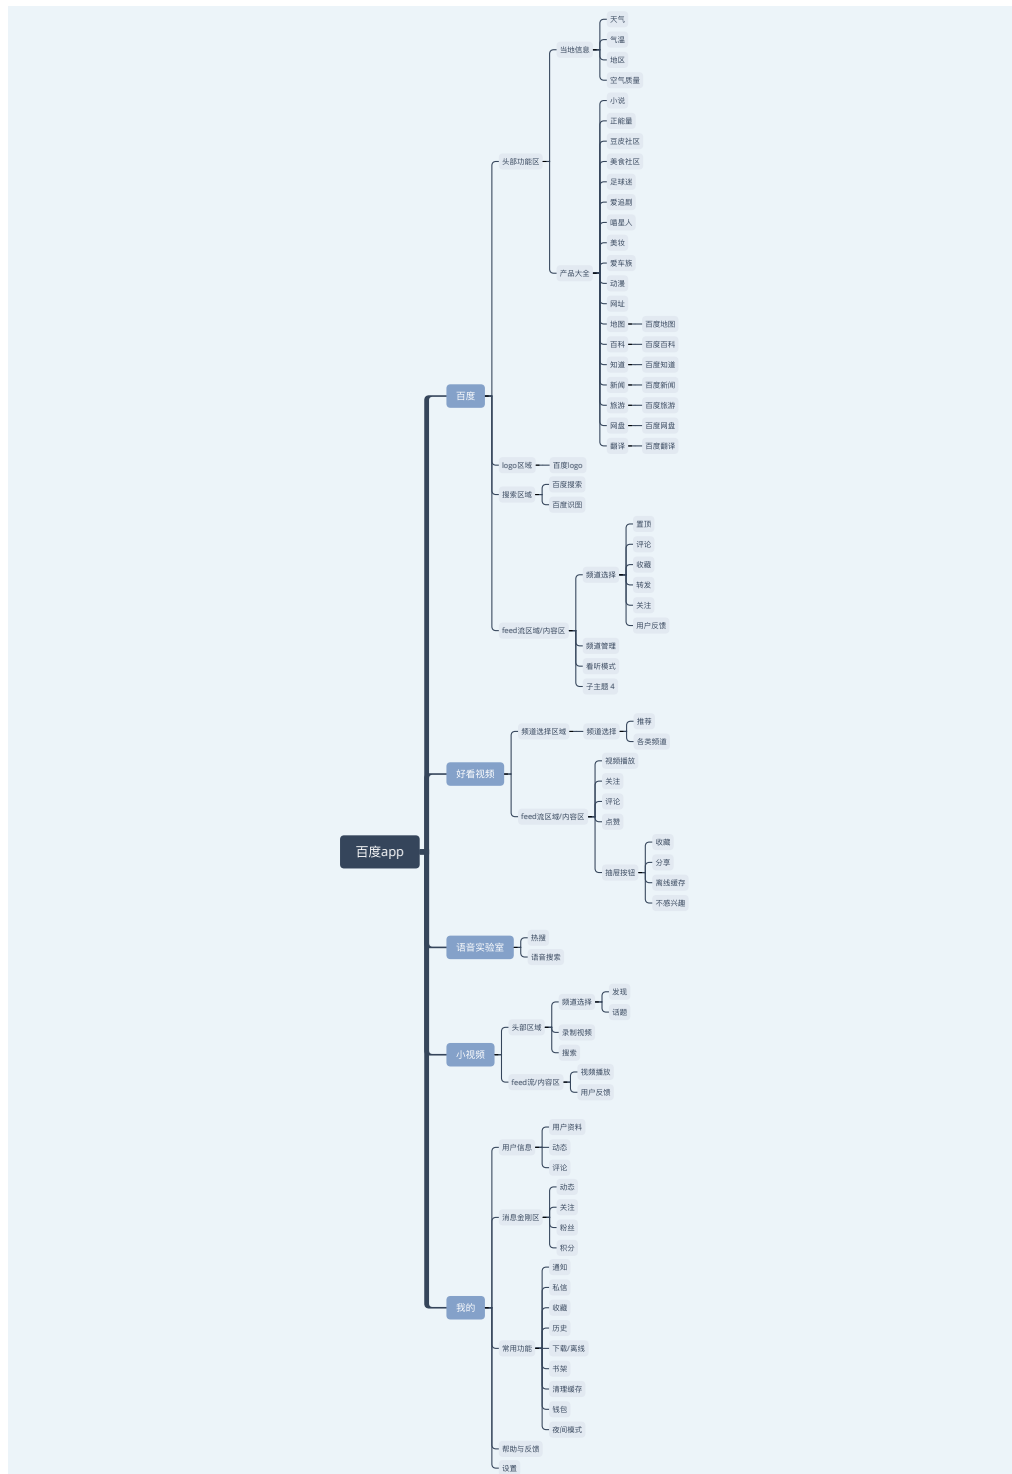 百度app
百度
头部功能区
当地信息
天气
气温
地区
空气质量
产品大全
小说
正能量
豆皮社区
美食社区
足球迷
爱追剧
喵星人
美妆
爱车族
动漫
网址
地图
百度地图
百科
百度百科
知道
百度知道
新闻
百度新闻
旅游
百度旅游
网盘
百度网盘
翻译
百度翻译
logo区域
百度logo
搜索区域
百度搜索
百度识图
feed流区域/内容区
频道选择
置顶
评论
收藏
转发
关注
用户反馈
频道管理
看听模式
子主题 4
好看视频
频道选择区域
频道选择
推荐
各类频道
feed流区域/内容区
视频播放
关注
评论
点赞
抽屉按钮
收藏
分享
离线缓存
不感兴趣
语音实验室
热搜
语音搜索
小视频
头部区域
频道选择
发现
话题
录制视频
搜索
feed流/内容区
视频播放
用户反馈
我的
用户信息
用户资料
动态
评论
消息金刚区
动态
关注
粉丝
积分
常用功能
通知
私信
收藏
历史
下载/离线
书架
清理缓存
钱包
夜间模式
帮助与反馈
设置